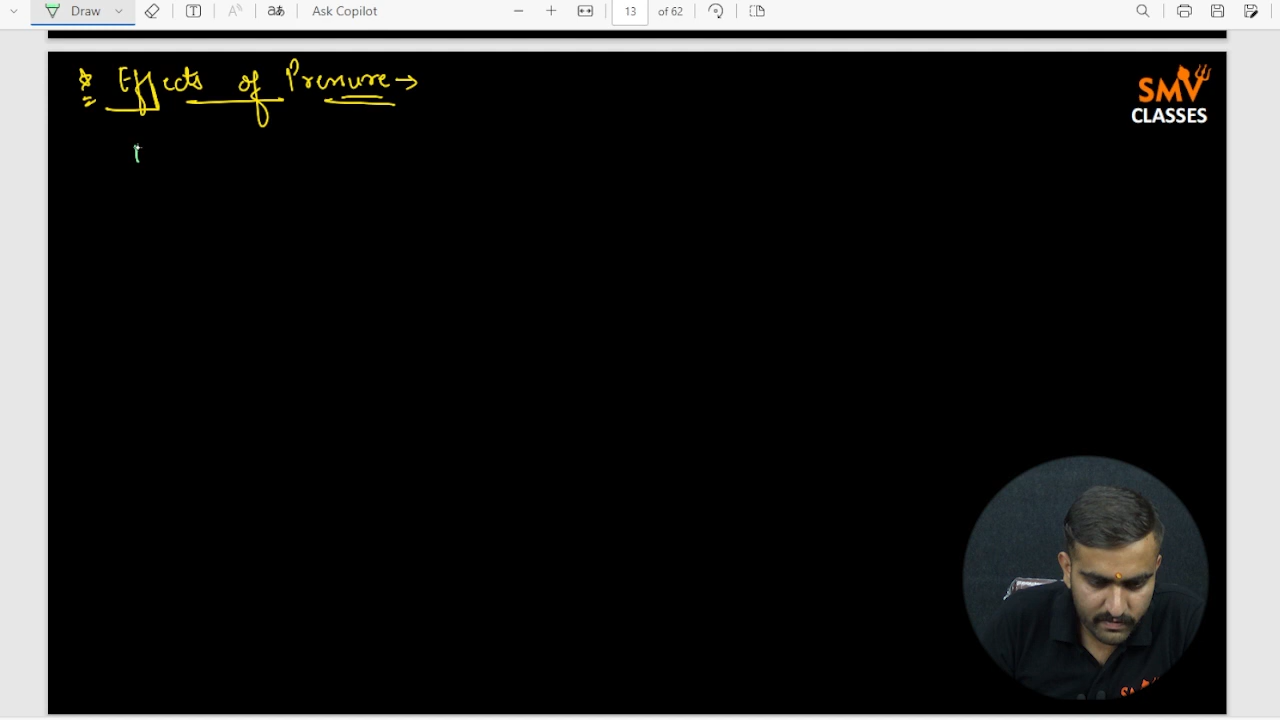 Draw
Ask Copilot
13 of 62
* Effects of Pressure →
SMV
CLASSES